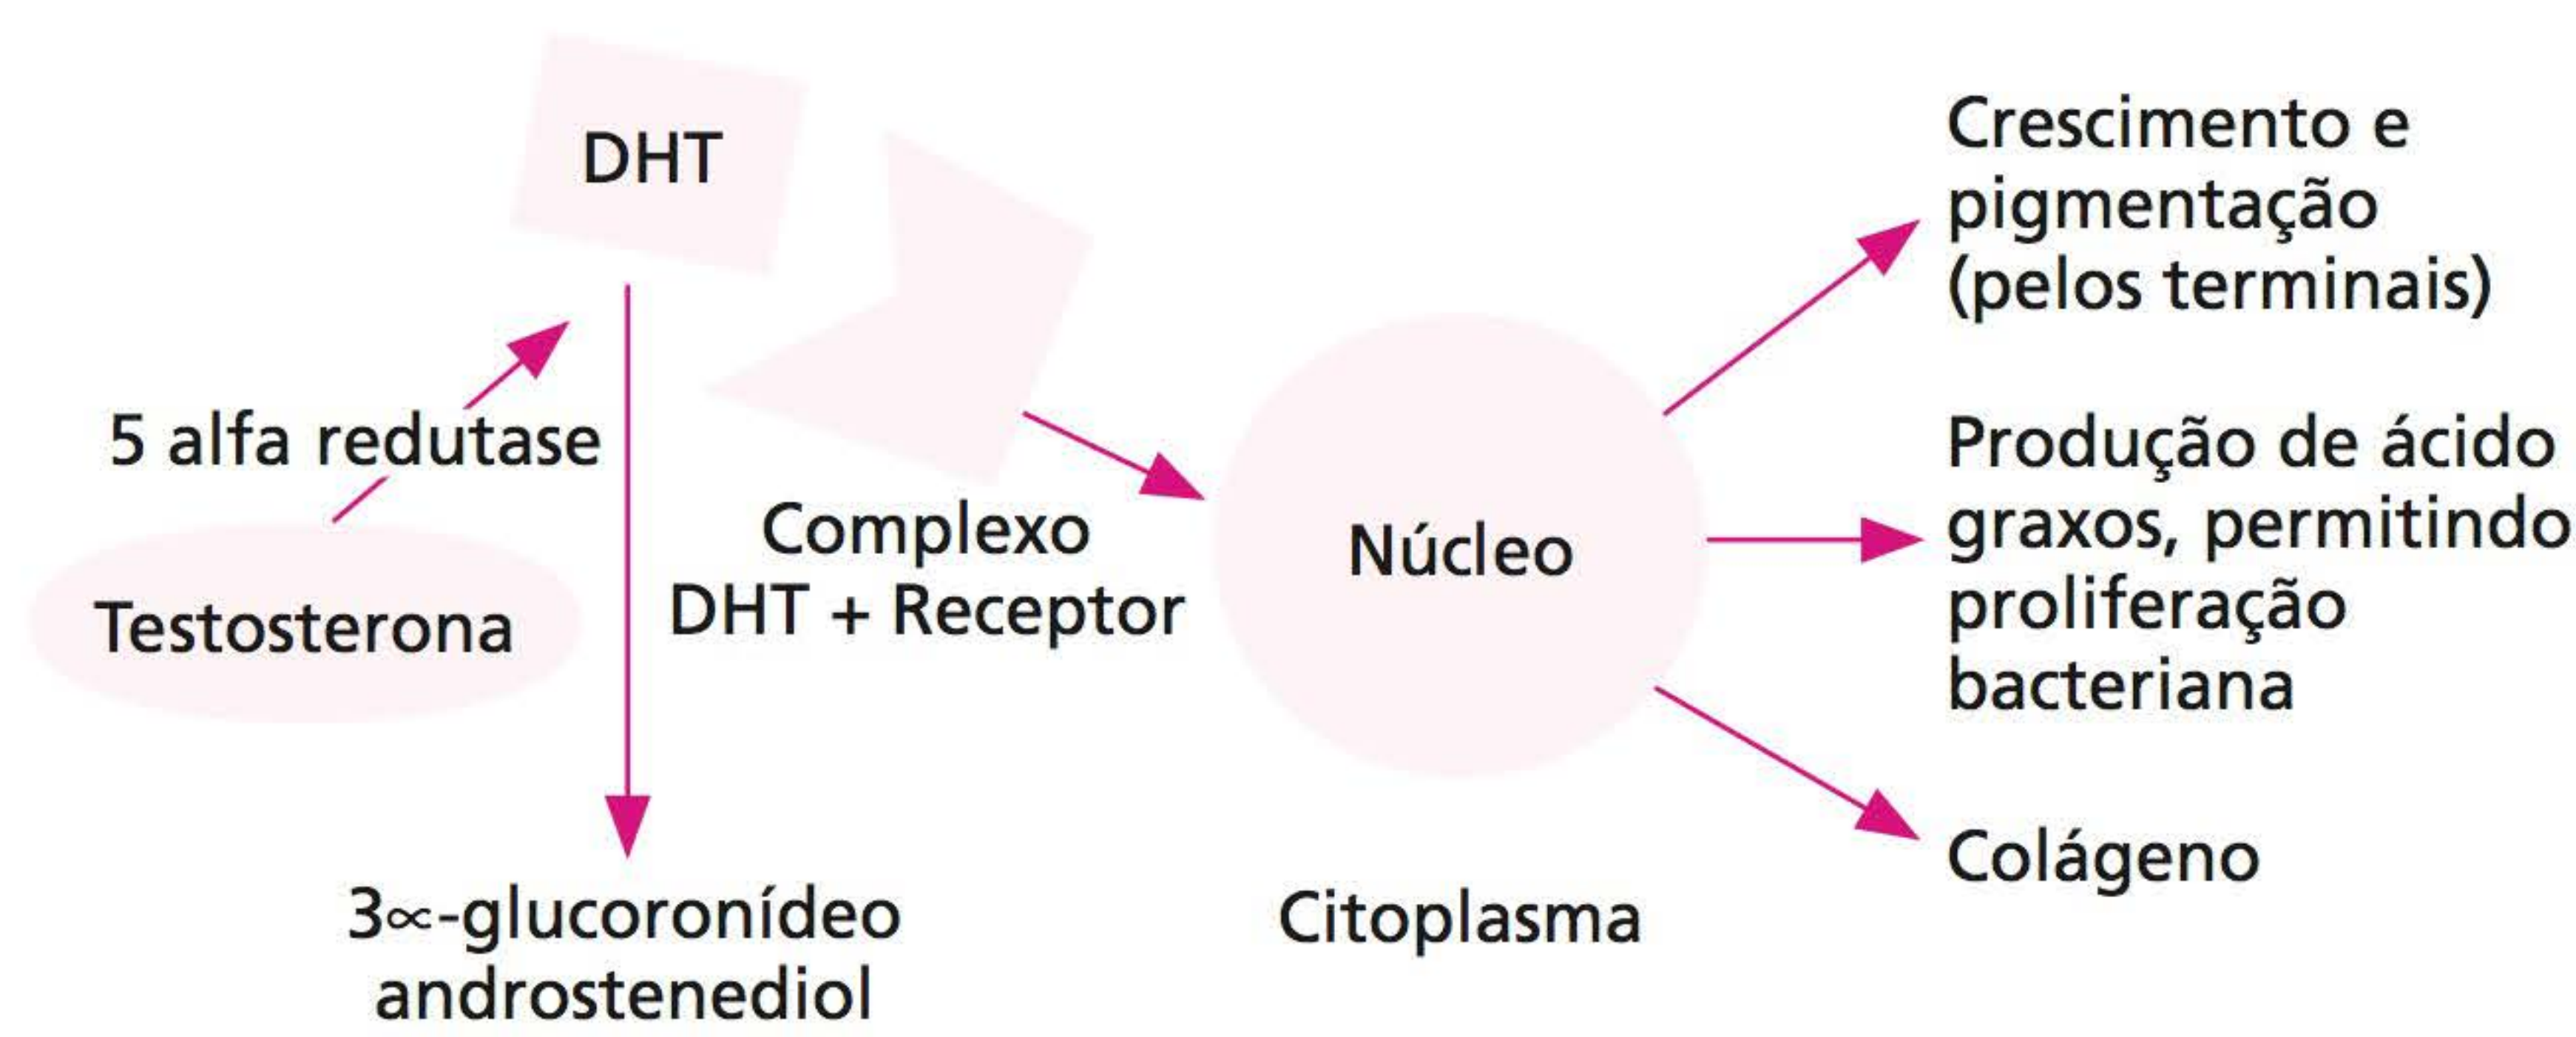 DHT
5 alfa redutase
Testosterona
Complexo
DHT + Receptor
3∝-glucoronídeo
androstenediol
Núcleo
Citoplasma
Crescimento e
pigmentação
(pelos terminais)
Produção de ácido
graxos, permitindo
proliferação
bacteriana
Colágeno